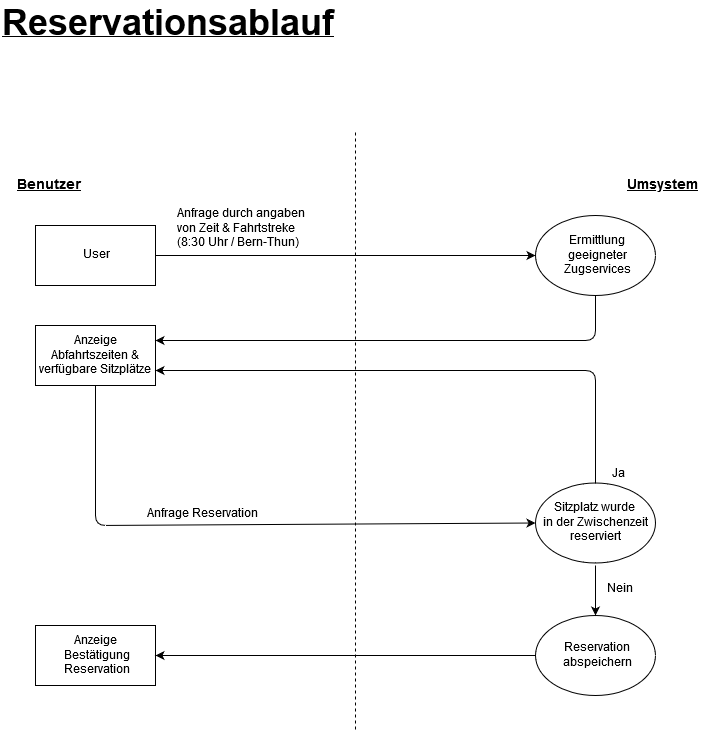 Reservationsablauf
Benutzer
Umsystem
Anfrage durch angaben
von Zeit & Fahrtstreke
(8:30 Uhr / Bern-Thun)
User
Ermittlung
geeigneter
Zugservices
Anzeige
Abfahrtszeiten &
verfügbare Sitzplätze
Ja
Anfrage Reservation
Sitzplatz wurde
in der Zwischenzeit
reserviert
Nein
Anzeige
Bestätigung
Reservation
Reservation
abspeichern